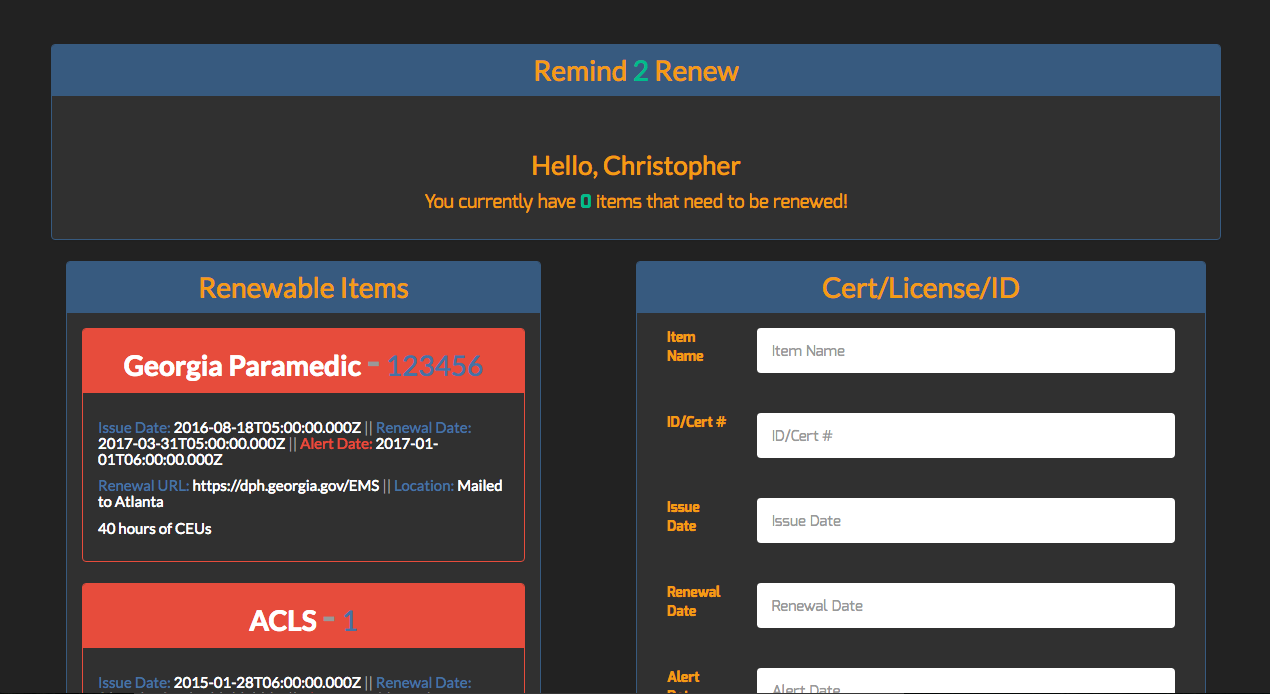 Remind 2 Renew
Hello, Christopher
You currently have 0 items that need to be renewed!
Renewable Items
Georgia Paramedic - 123456
Issue Date: 2016-08-18T05:00:00.000Z || Renewal Date:
2017-03-31T05:00:00.000Z || Alert Date: 2017-01-
01T06:00:00.000Z
Renewal URL: https://dph.georgia.gov/EMS || Location: Mailed
to Atlanta
40 hours of CEUs
ACLS - 1
Issue Date: 2015-01-28T06:00:00.000Z || Renewal Date:
Cert/License/ID
Item
Name
Item Name
ID/Cert #
ID/Cert #
Issue
Date
Issue Date
Renewal
Date
Renewal Date
Alert
Alert Date